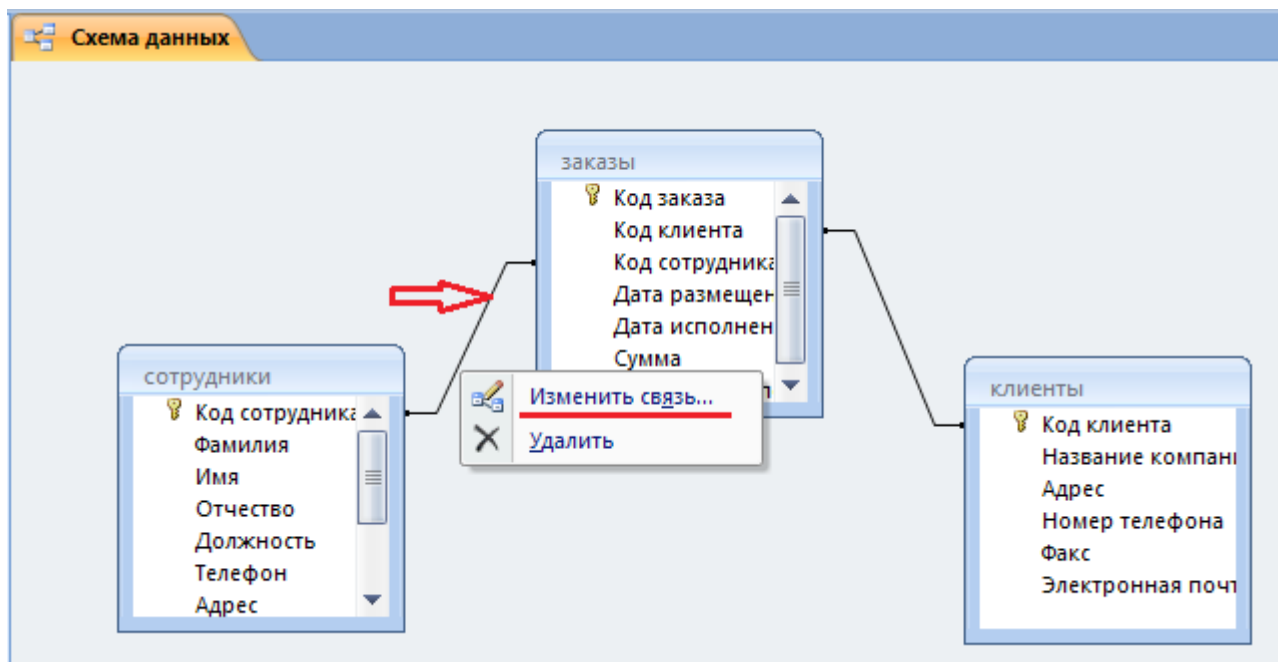 Схема данных
заказы
Код заказа
Код клиента
Код сотрудника
Дата размещен
Дата исполнен
Сумма
сотрудники
Код сотрудника
Фамилия
Имя
Отчество
Должность
Телефон
Адрес
Изменить связь...
Удалить
клиенты
Код клиента
Название компани
Адрес
Номер телефона
Факс
Электронная почт